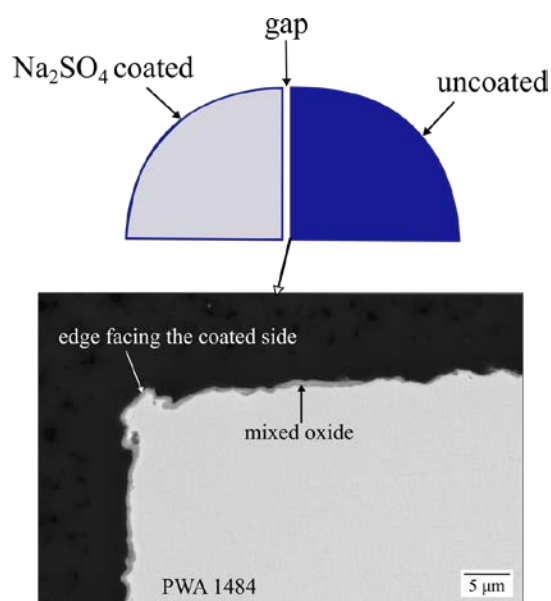 gap
Na₂SO₄ coated
uncoated
edge facing the coated side
mixed oxide
PWA 1484
5 μm